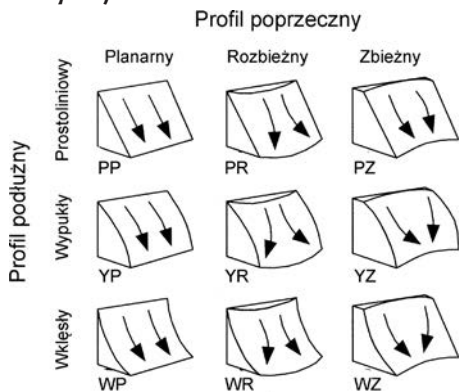 Profil poprzeczny
Planarny Rozbieżny Zbieżny
Profil podłużny
Prostoliniowy
PP PR PZ
Wypukły
YP YR YZ
Wklęsły
WP WR WZ